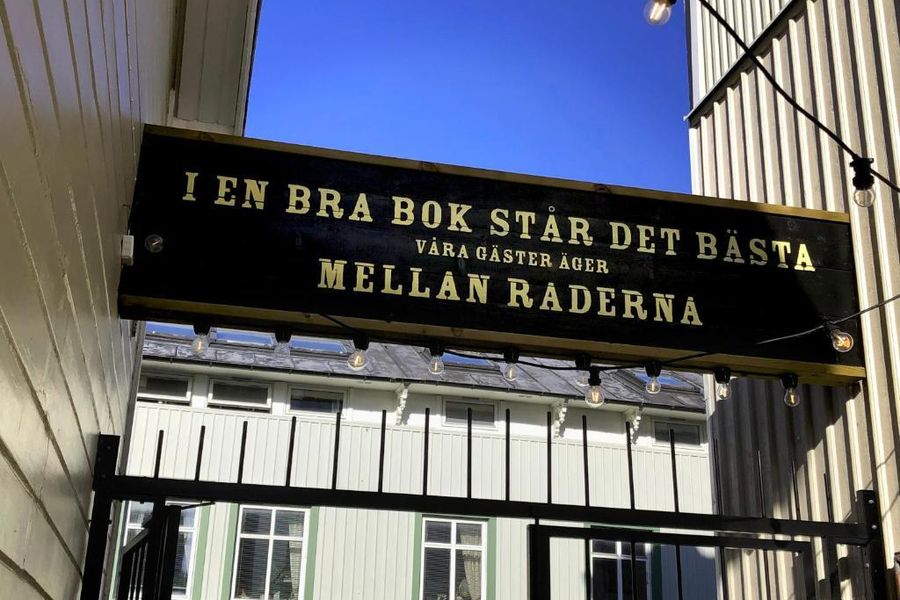 I EN BRA BOK STÅR DET BÄSTA
VÅRA GÄSTER ÄGER
MELLAN RADERNA